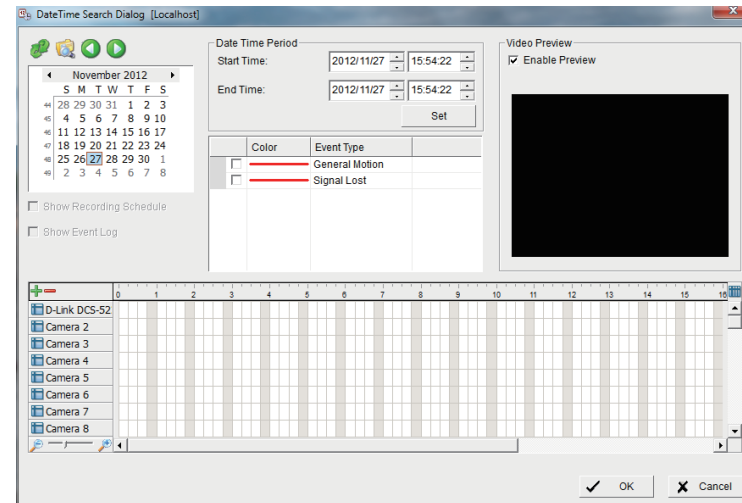 DateTime Search Dialog [Localhost]
Date Time Period
Start Time: 2012/11/27 15:54:22
End Time: 2012/11/27 15:54:22
Set
Video Preview
Enable Preview
November 2012
S M T W T F S
44 28 29 30 31 1 2 3
45 4 5 6 7 8 9 10
46 11 12 13 14 15 16 17
47 18 19 20 21 22 23 24
48 25 26 27 28 29 30 1
49 2 3 4 5 6 7 8
Show Recording Schedule
Show Event Log
Color Event Type
General Motion
Signal Lost
0 1 2 3 4 5 6 7 8 9 10 11 12 13 14 15 16
D-Link DCS-52
Camera 2
Camera 3
Camera 4
Camera 5
Camera 6
Camera 7
Camera 8
OK Cancel